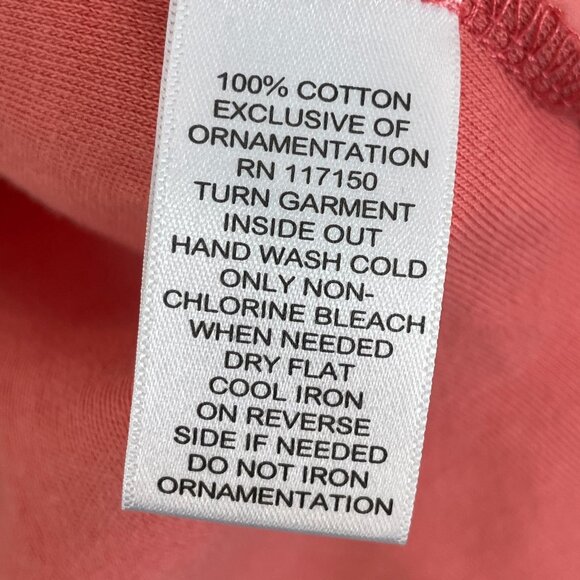 100% COTTON
EXCLUSIVE OF
ORNAMENTATION
RN 117150
TURN GARMENT
INSIDE OUT
HAND WASH COLD
ONLY NON-
CHLORINE BLEACH
WHEN NEEDED
DRY FLAT
COOL IRON
ON REVERSE
SIDE IF NEEDED
DO NOT IRON
ORNAMENTATION